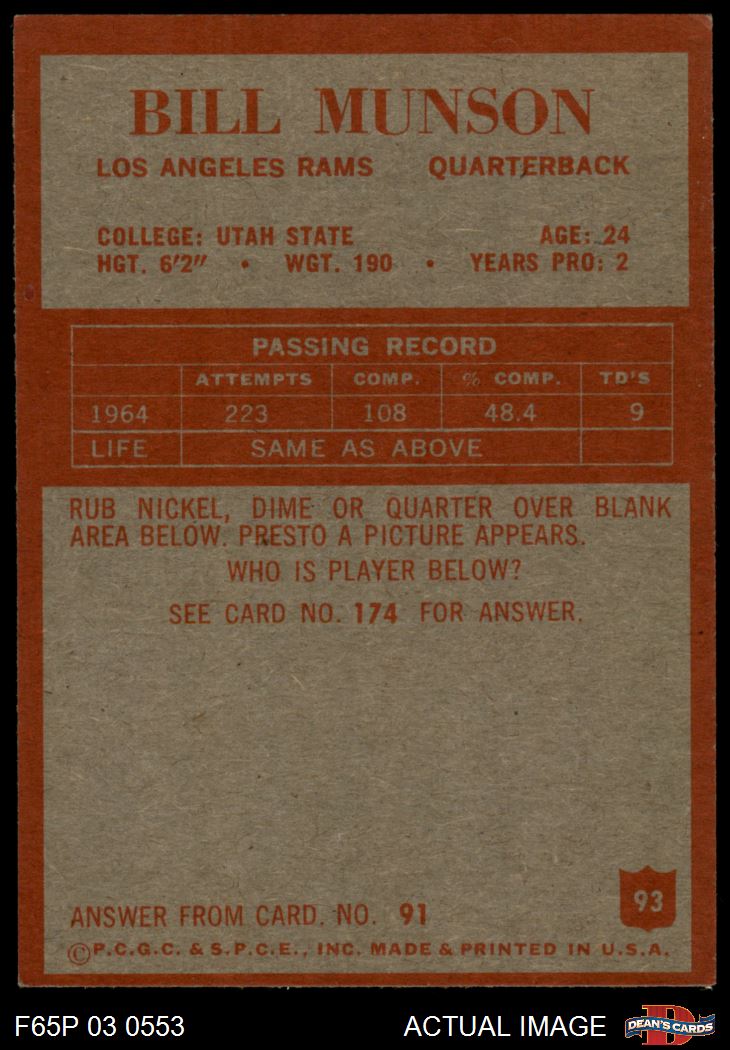 BILL MUNSON
LOS ANGELES RAMS QUARTERBACK
COLLEGE: UTAH STATE AGE: 24
HGT. 6'2" • WGT. 190 • YEARS PRO: 2
PASSING RECORD
ATTEMPTS COMP. % COMP. TD'S
1964 223 108 48.4 9
LIFE SAME AS ABOVE
RUB NICKEL, DIME OR QUARTER OVER BLANK
AREA BELOW. PRESTO A PICTURE APPEARS.
WHO IS PLAYER BELOW?
SEE CARD NO. 174 FOR ANSWER.
93
ANSWER FROM CARD. NO. 91
©P.C.G.C. & S.P.C.E., INC. MADE & PRINTED IN U.S.A.
F65P 03 0553 ACTUAL IMAGE D DEAN'S CARDS